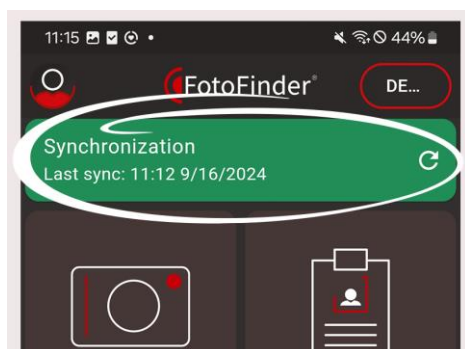 11:15
44%
FotoFinder®
DE...
Synchronization
Last sync: 11:12 9/16/2024